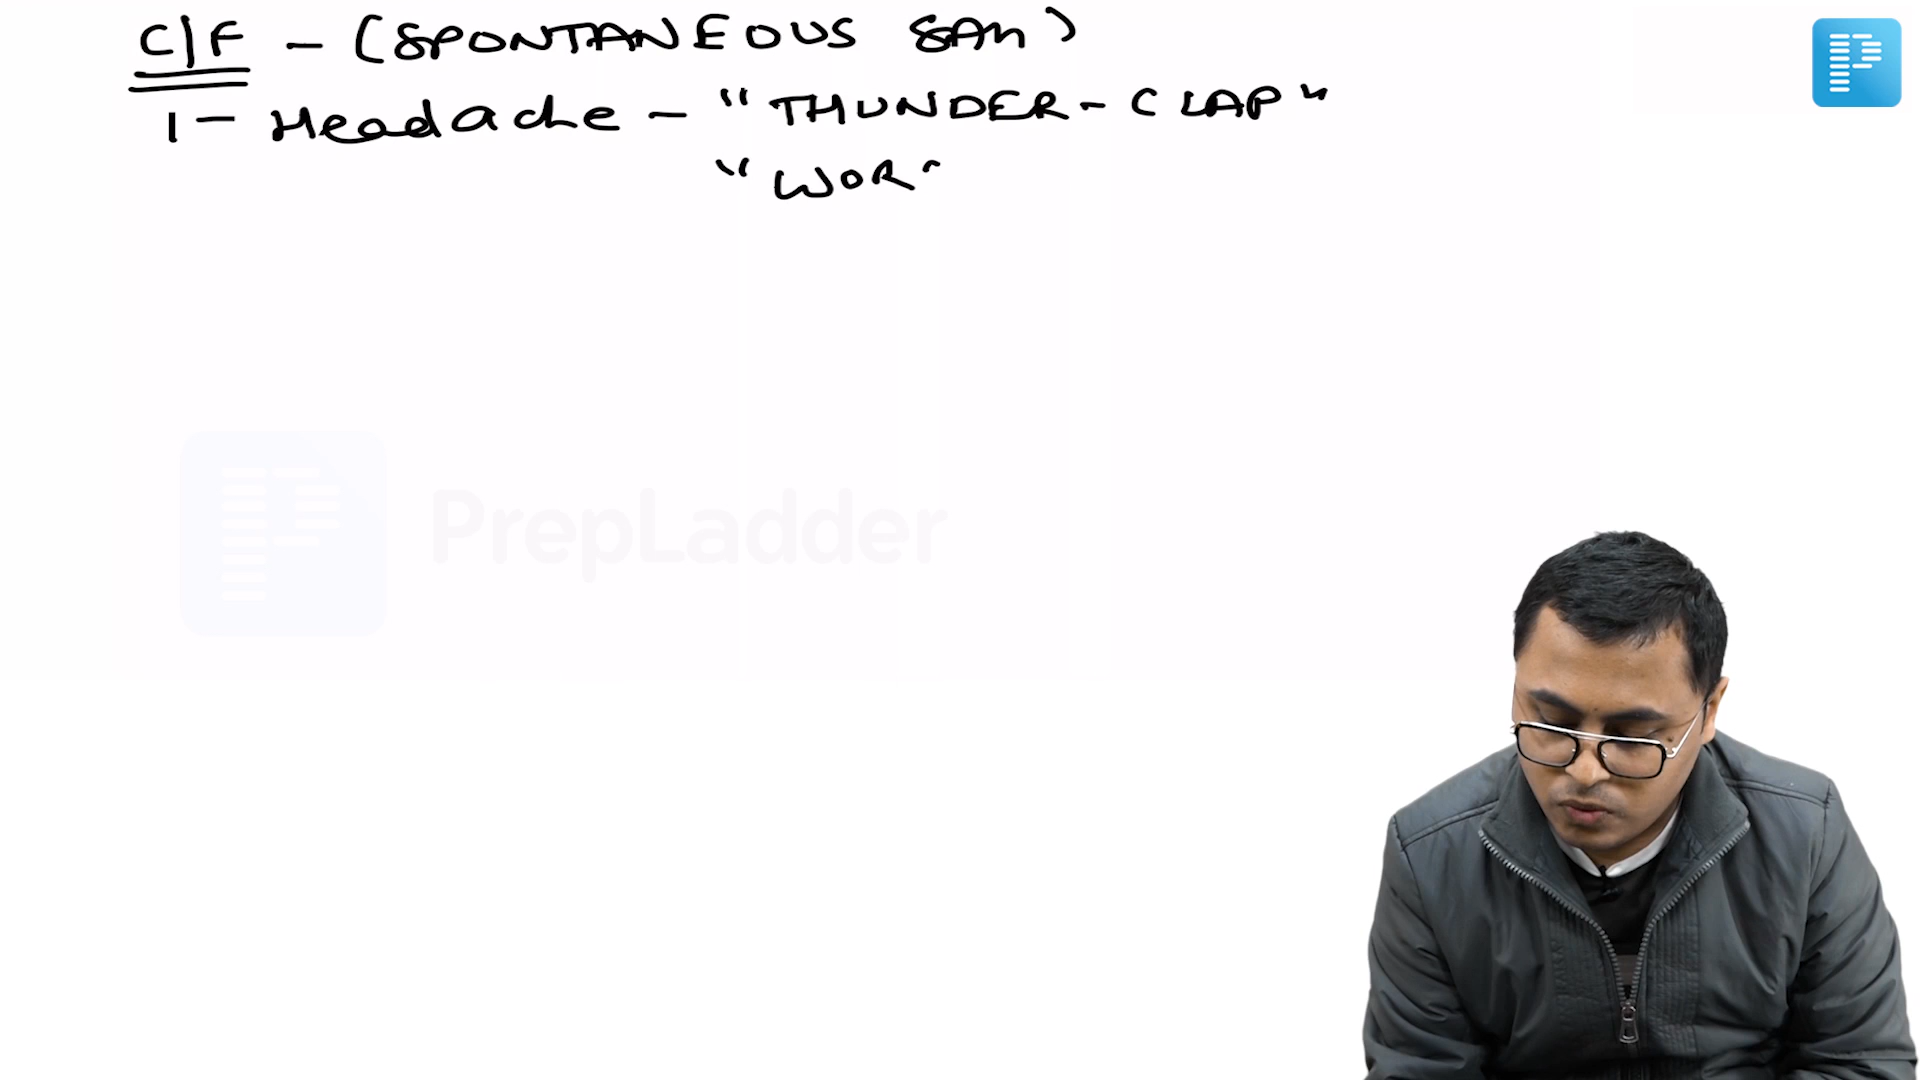 C/F - (SPONTANEOUS SAH)
1 - Headache - "THUNDER-CLAP"
"WOR
PrepLadder